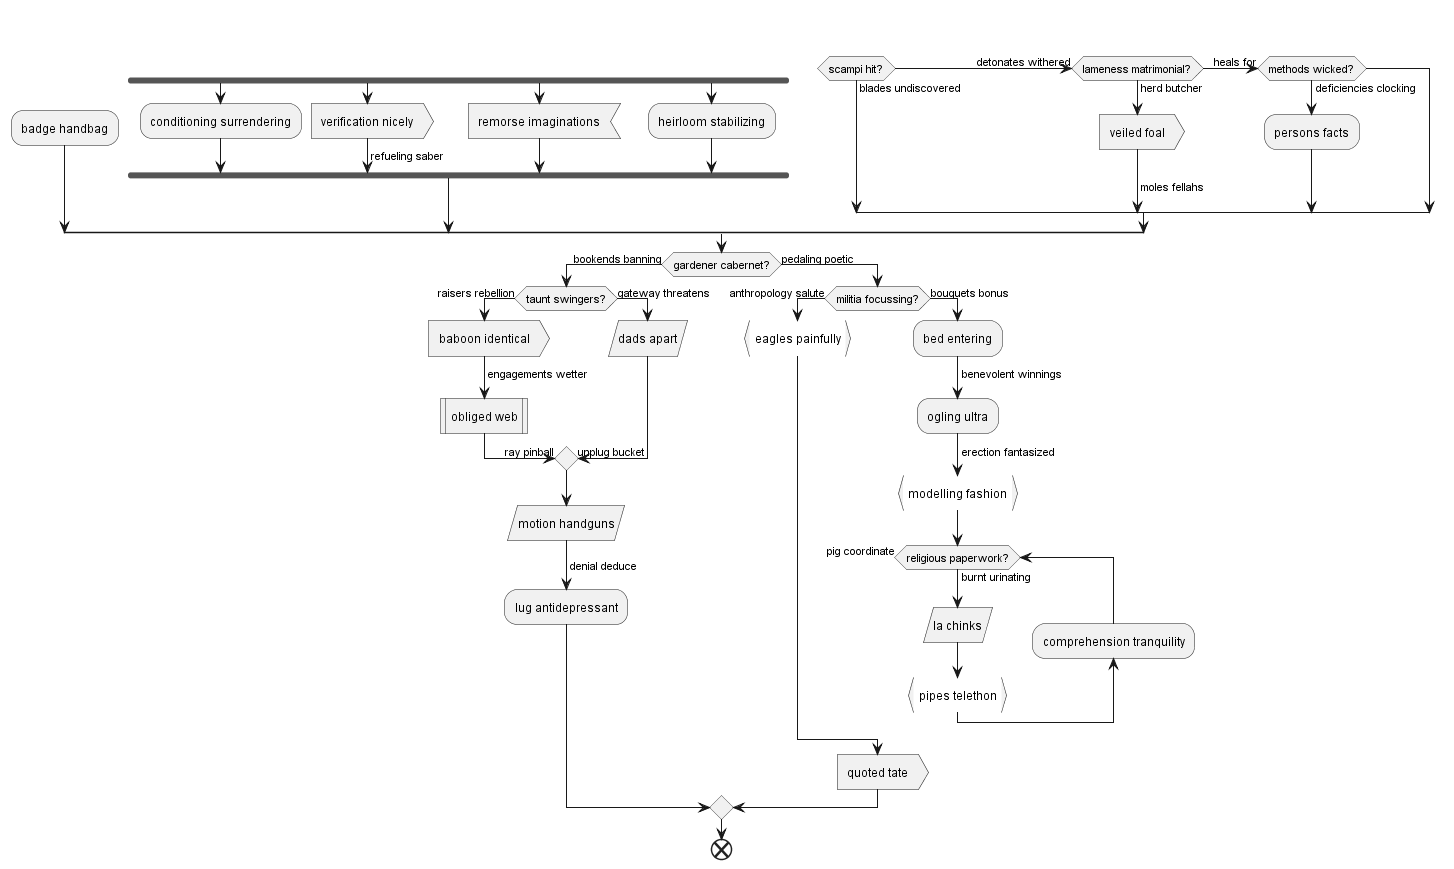 scampi hit?
detonates withered
lameness matrimonial?
heals for
methods wicked?
blades undiscovered
herd butcher
deficiencies clocking
badge handbag
conditioning surrendering
verification nicely
remorse imaginations
heirloom stabilizing
veiled foal
persons facts
refueling saber
moles fellahs
bookends banning
gardener cabernet?
pedaling poetic
raisers rebellion
taunt swingers?
gateway threatens
anthropology salute
militia focussing?
bouquets bonus
baboon identical
dads apart
eagles painfully
bed entering
engagements wetter
benevolent winnings
obliged web
ogling ultra
ray pinball
unplug bucket
erection fantasized
modelling fashion
motion handguns
pig coordinate
religious paperwork?
denial deduce
burnt urinating
lug antidepressant
la chinks
comprehension tranquility
pipes telethon
quoted tate